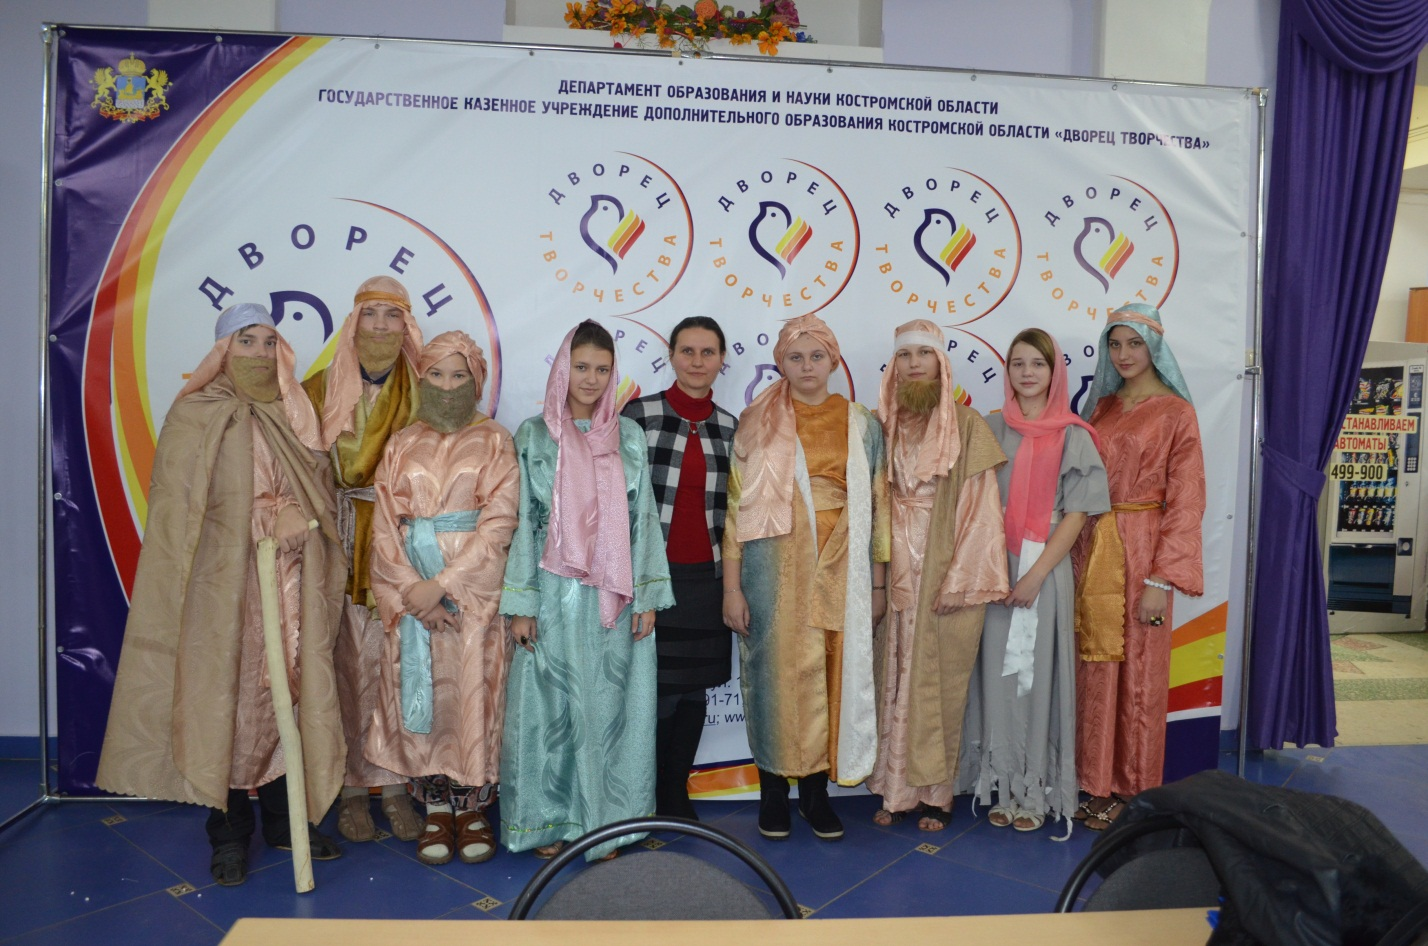 ДЕПАРТАМЕНТ ОБРАЗОВАНИЯ И НАУКИ КОСТРОМСКОЙ ОБЛАСТИ
ГОСУДАРСТВЕННОЕ КАЗЕННОЕ УЧРЕЖДЕНИЕ ДОПОЛНИТЕЛЬНОГО ОБРАЗОВАНИЯ КОСТРОМСКОЙ ОБЛАСТИ «ДВОРЕЦ ТВОРЧЕСТВА»
ДВОРЕЦ
ТВОРЧЕСТВА
ДВОРЕЦ
ТВОРЧЕСТВА
ДВОРЕЦ
ТВОРЧЕСТВА
ДВОРЕЦ
ТВОРЧЕСТВА
ДВОРЕЦ
АВТОМАТЫ
499-900